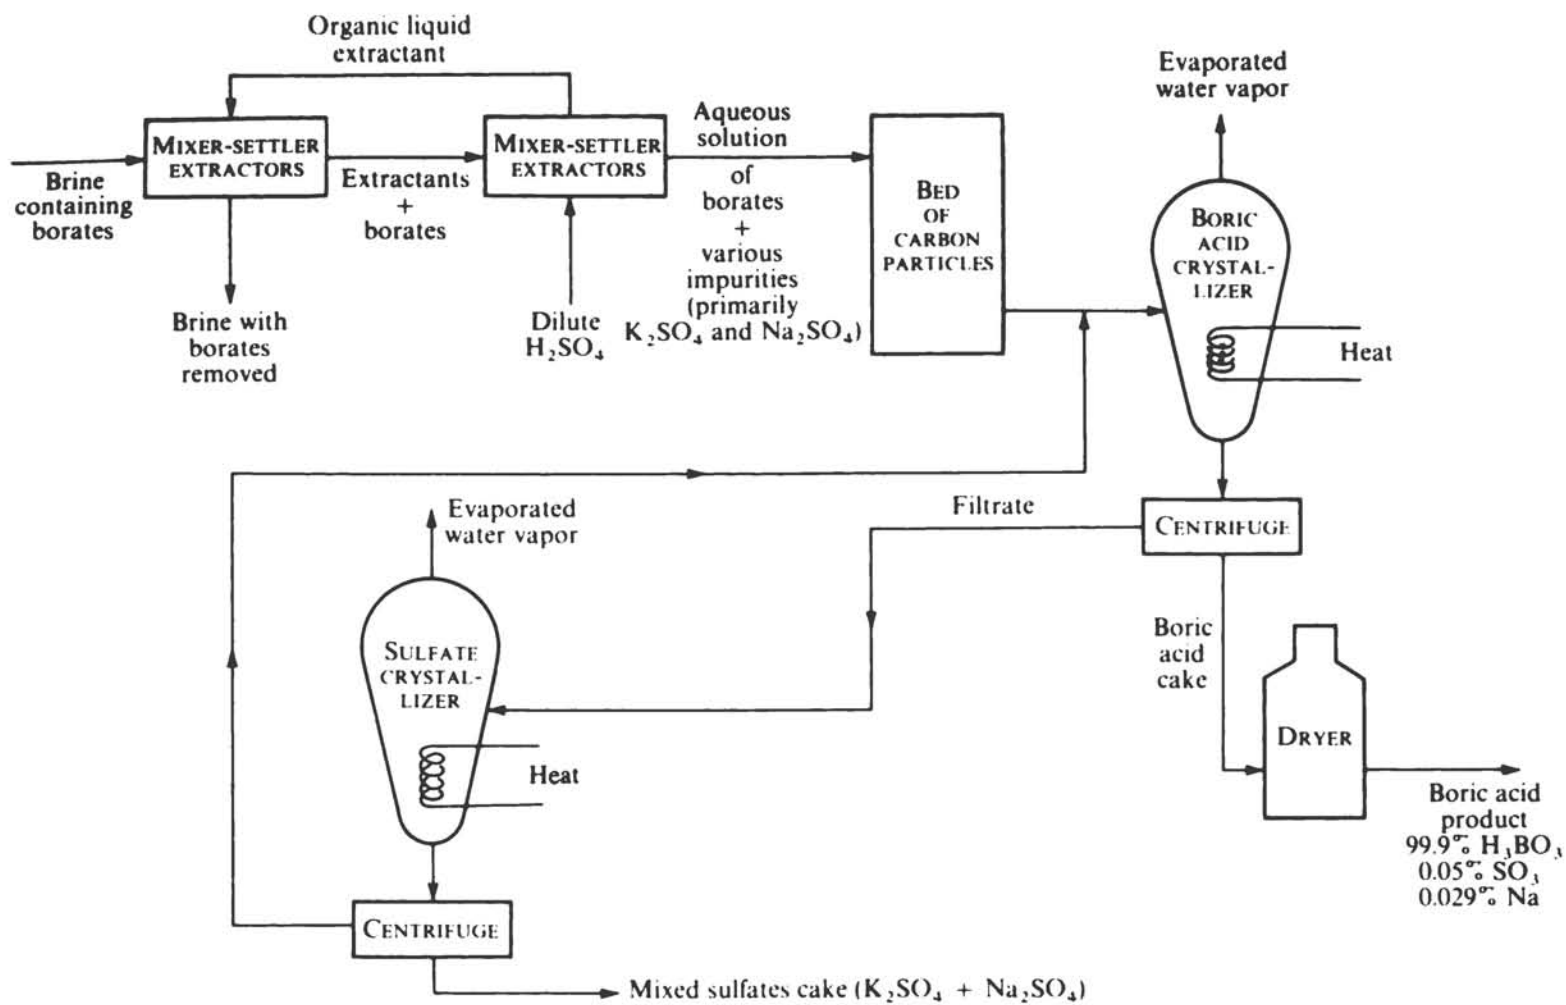 Organic liquid
extractant
MIXER-SETTLER
EXTRACTORS
Brine
containing
borates
Extractants
+
borates
Brine with
borates
removed
MIXER-SETTLER
EXTRACTORS
Dilute
H₂SO₄
Aqueous
solution
of
borates
+
various
impurities
(primarily
K₂SO₄ and Na₂SO₄)
BED
OF
CARBON
PARTICLES
Evaporated
water vapor
BORIC
ACID
CRYSTAL-
LIZER
Heat
CENTRIFUGE
Filtrate
Boric
acid
cake
DRYER
Boric acid
product
99.9% H₃BO₃
0.05% SO₃
0.029% Na
Evaporated
water vapor
SULFATE
CRYSTAL-
LIZER
Heat
CENTRIFUGE
Mixed sulfates cake (K₂SO₄ + Na₂SO₄)